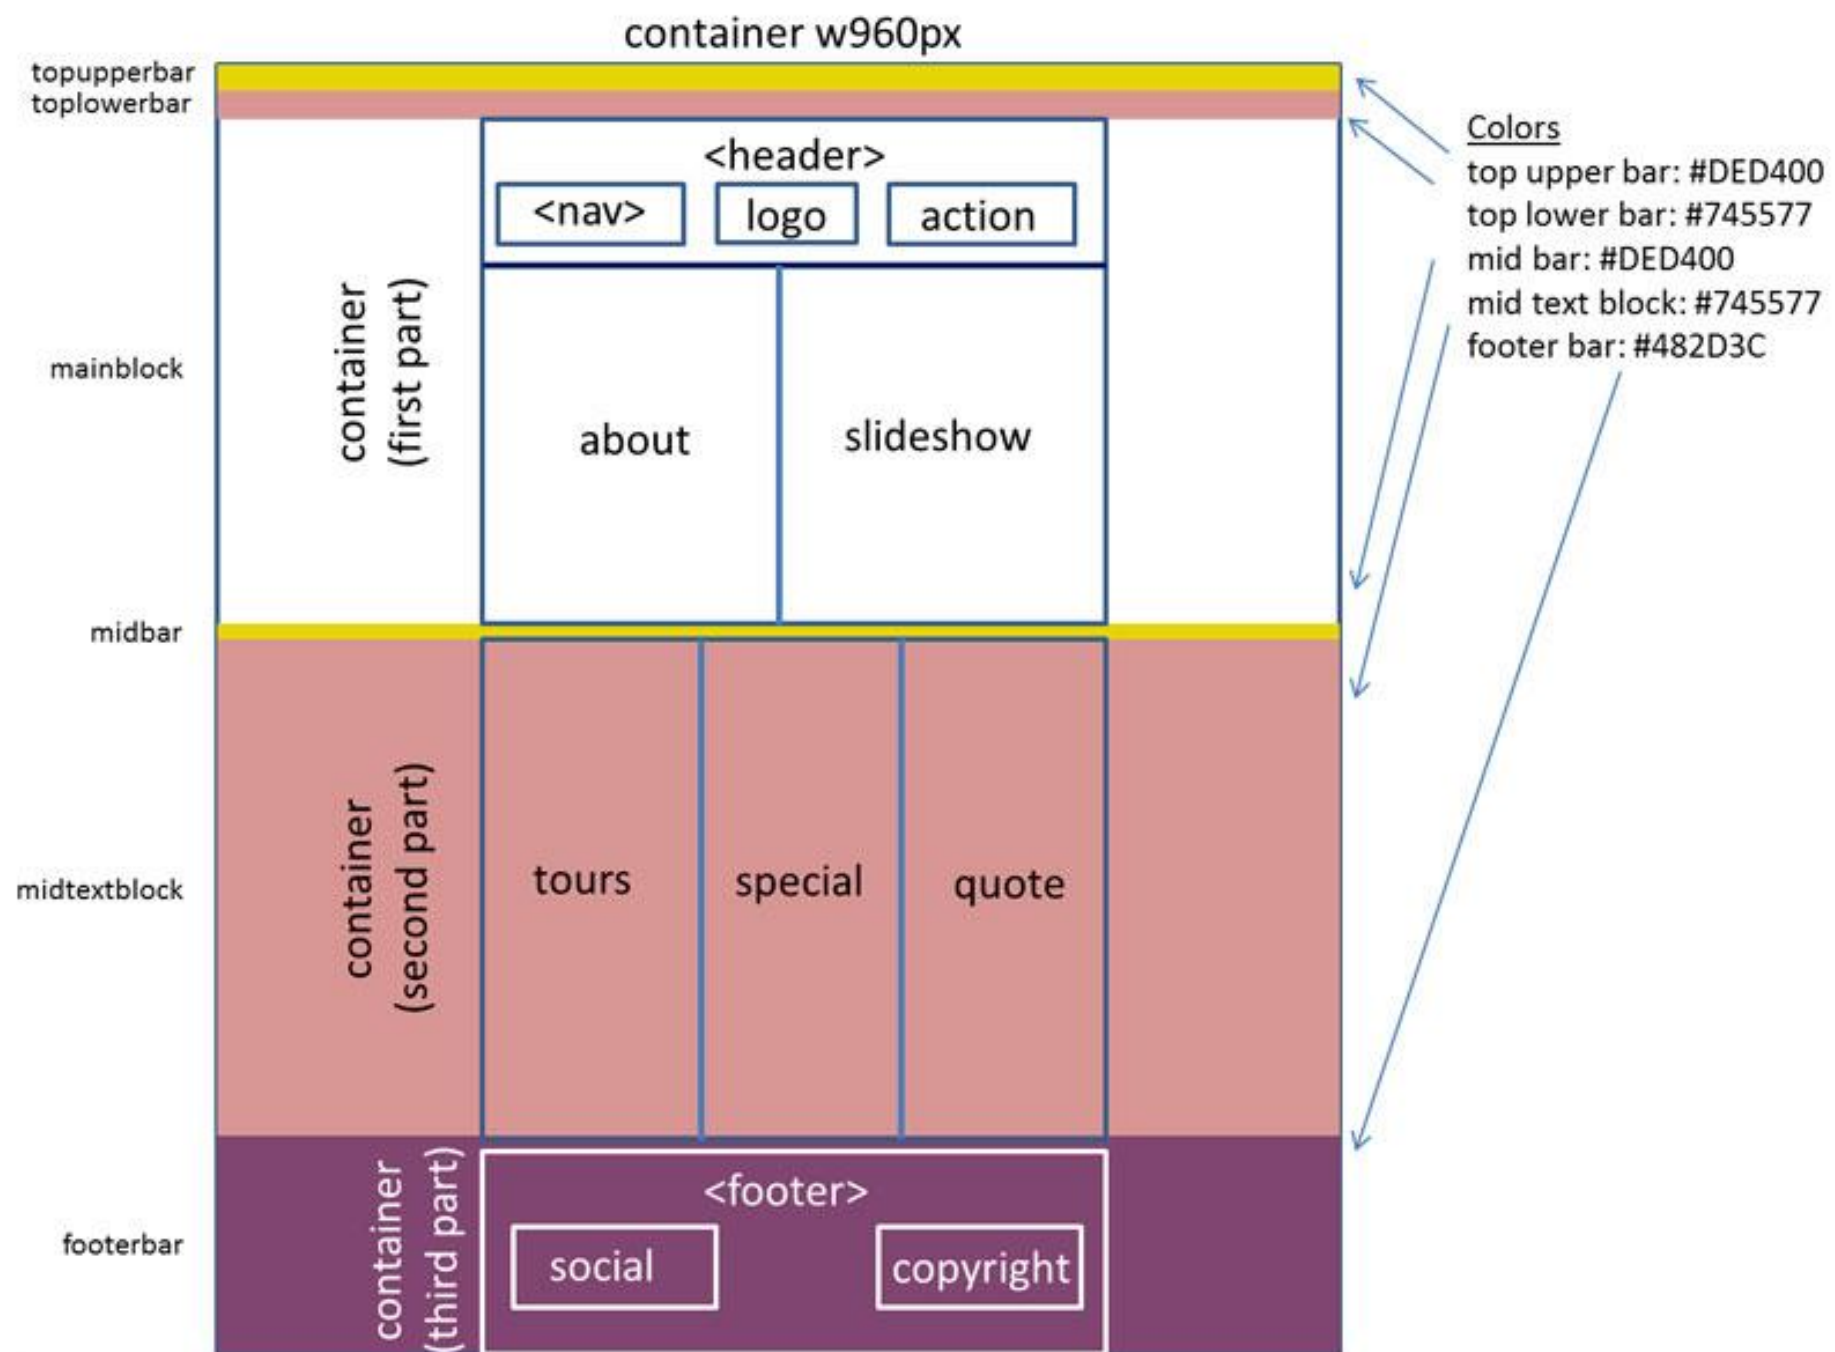 container w960px
topupperbar
toplowerbar
Colors
top upper bar: #DED400
top lower bar: #745577
mid bar: #DED400
mid text block: #745577
footer bar: #482D3C
<header>
<nav>
logo
action
container
(first part)
mainblock
about
slideshow
midbar
container
(second part)
midtextblock
tours
special
quote
container
(third part)
footerbar
<footer>
social
copyright